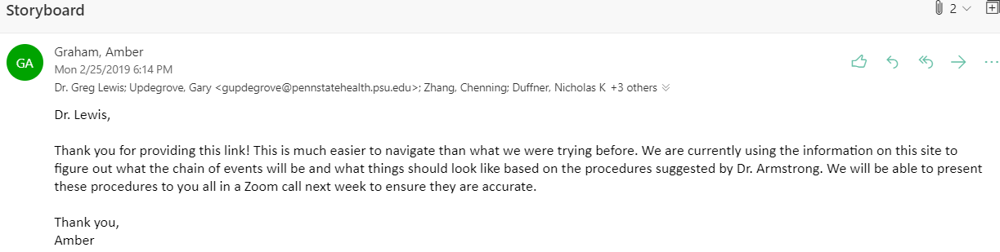 Storyboard
2
GA
Graham, Amber
Mon 2/25/2019 6:14 PM
Dr. Greg Lewis; Updegrove, Gary <gupdegrove@pennstatehealth.psu.edu>; Zhang, Chenning; Duffner, Nicholas K +3 others
Dr. Lewis,
Thank you for providing this link! This is much easier to navigate than what we were trying before. We are currently using the information on this site to
figure out what the chain of events will be and what things should look like based on the procedures suggested by Dr. Armstrong. We will be able to present
these procedures to you all in a Zoom call next week to ensure they are accurate.
Thank you,
Amber